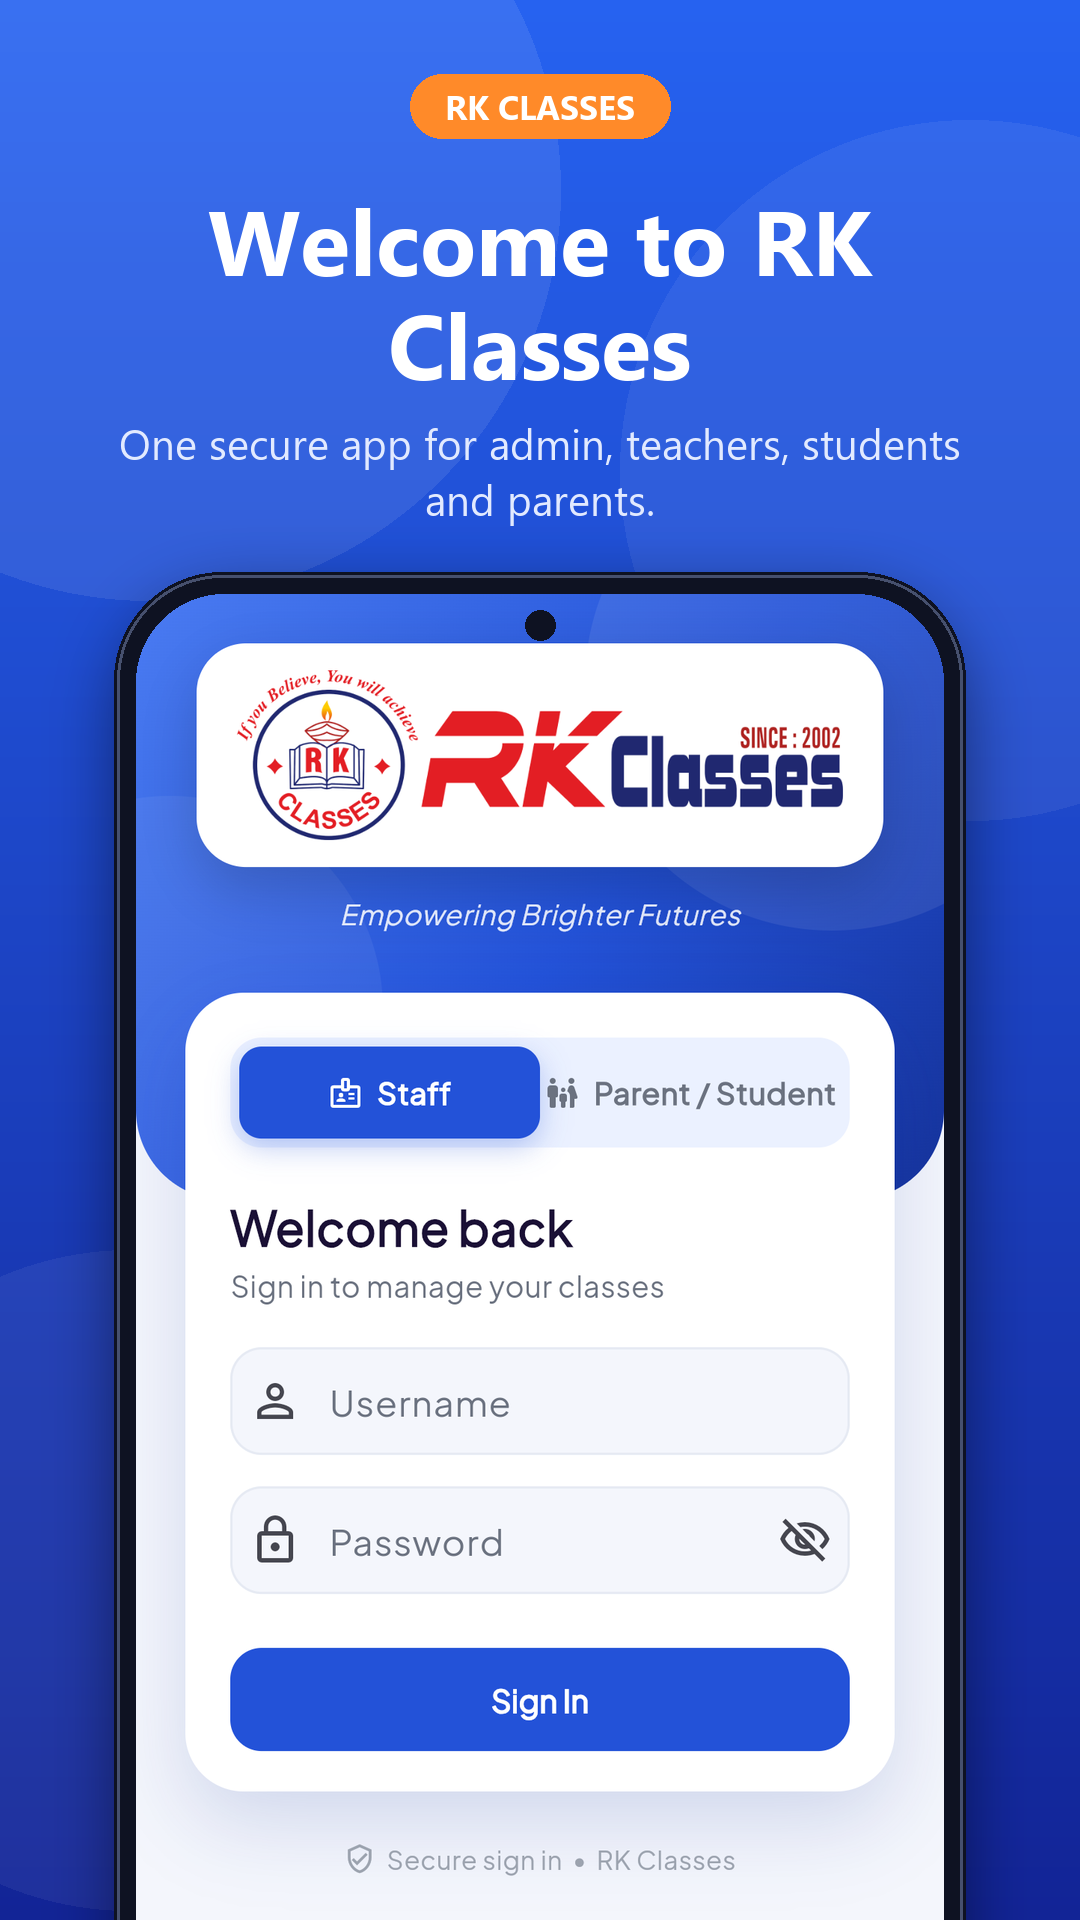 RK CLASSES
Welcome to RK
Classes
One secure app for admin, teachers, students
and parents.
If you Believe, You will achieve
RK
CLASSES
RK Classes
SINCE : 2002
Empowering Brighter Futures
Staff
Parent / Student
Welcome back
Sign in to manage your classes
Username
Password
Sign In
Secure sign in • RK Classes